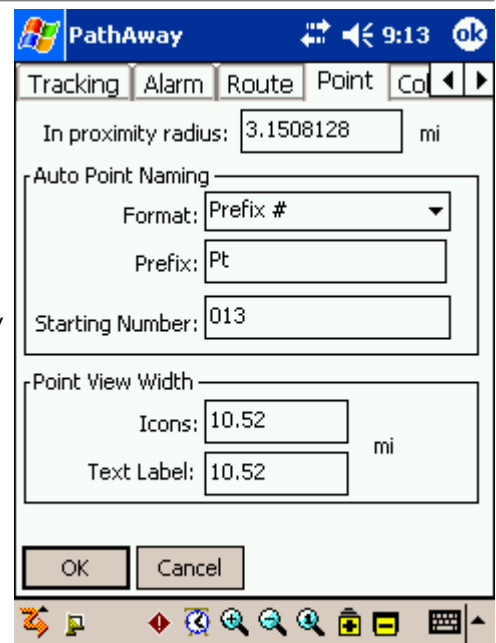 PathAway 9:13 ok
Tracking Alarm Route Point Col
In proximity radius: 3.1508128 mi
Auto Point Naming
Format: Prefix #
Prefix: Pt
Starting Number: 013
Point View Width
Icons: 10.52
mi
Text Label: 10.52
OK Cancel